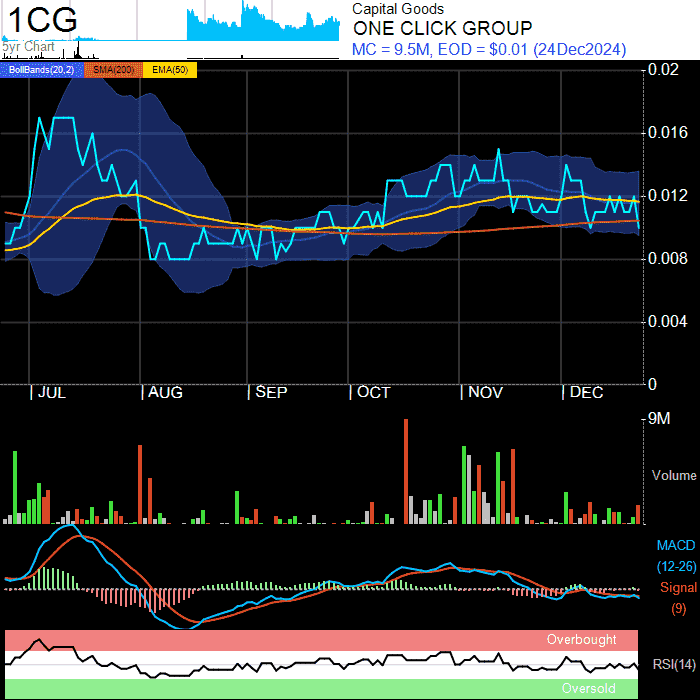 1CG
5yr Chart
Capital Goods
ONE CLICK GROUP
MC = 9.5M, EOD = $0.01 (24Dec2024)
BollBands(20,2) SMA(200) EMA(50)
0.02
0.016
0.012
0.008
0.004
0
JUL AUG SEP OCT NOV DEC
9M
Volume
MACD
(12-26)
Signal
(9)
Overbought
RSI(14)
Oversold